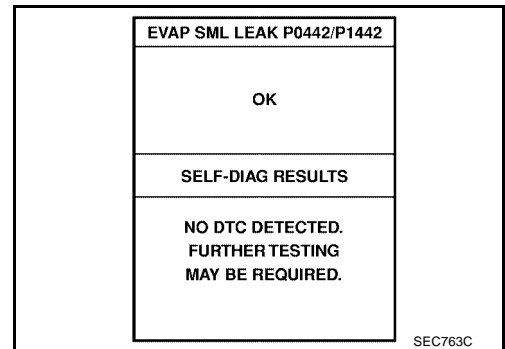 EVAP SML LEAK P0442/P1442
OK
SELF-DIAG RESULTS
NO DTC DETECTED.
FURTHER TESTING
MAY BE REQUIRED.
SEC763C